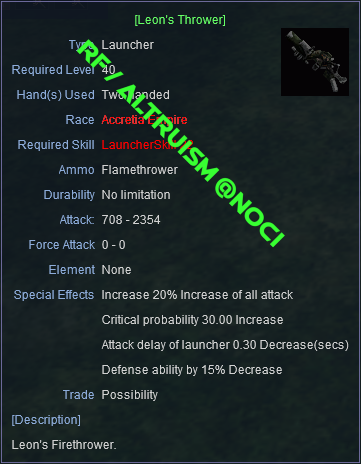 [Leon's Thrower]
Type Launcher
Required Level 40
Hand(s) Used Two Handed
Race Accretia Empire
Required Skill
Ammo Flamethrower
Durability No limitation
Attack: 708 - 2354
Force Attack 0 - 0
Element None
Special Effects Increase 20% Increase of all attack
Critical probability 30.00 Increase
Attack delay of launcher 0.30 Decrease(secs)
Defense ability by 15% Decrease
Trade Possibility
[Description]
Leon's Firethrower.
RF/ ALTRUISM @NOCI